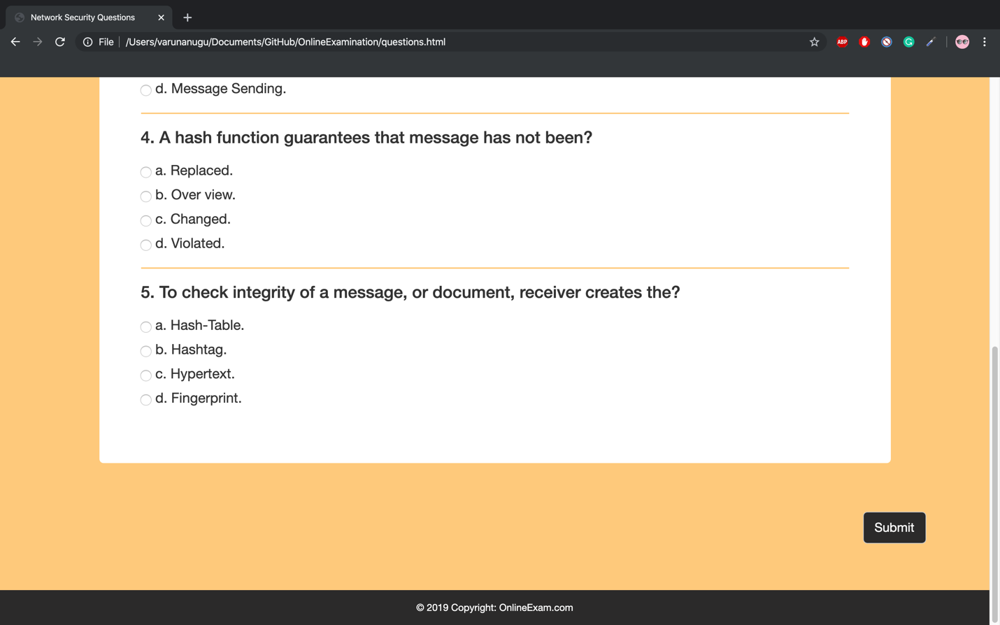 Network Security Questions
File /Users/varunanugu/Documents/GitHub/OnlineExamination/questions.html
ABP
d. Message Sending.
4. A hash function guarantees that message has not been?
a. Replaced.
b. Over view.
c. Changed.
d. Violated.
5. To check integrity of a message, or document, receiver creates the?
a. Hash-Table.
b. Hashtag.
c. Hypertext.
d. Fingerprint.
Submit
© 2019 Copyright: OnlineExam.com